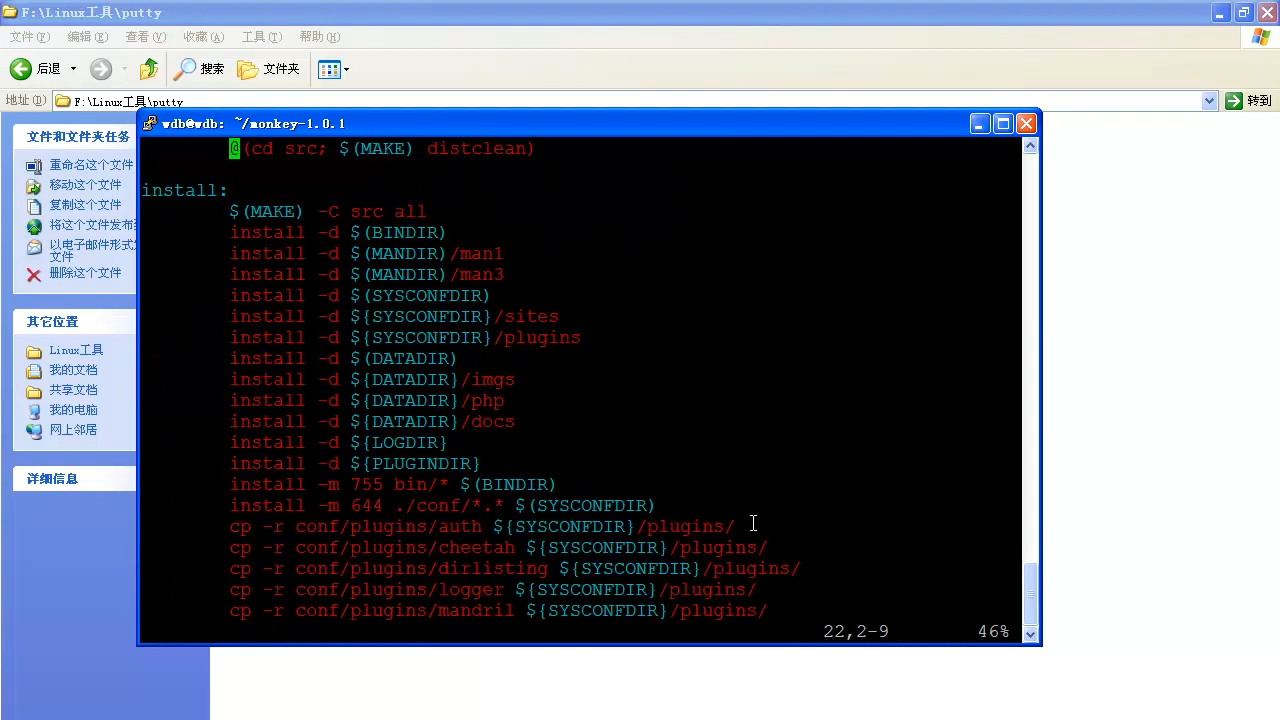 F:\Linux工具\putty
文件(F) 编辑(E) 查看(V) 收藏(A) 工具(T) 帮助(H)
后退 搜索 文件夹
地址(D) F:\Linux工具\putty 转到
文件和文件夹任务
重命名这个文件
移动这个文件
复制这个文件
将这个文件发布到
以电子邮件形式
文件
删除这个文件
其它位置
Linux工具
我的文档
共享文档
我的电脑
网上邻居
详细信息
wdb@wdb: ~/monkey-1.0.1
@(cd src; $(MAKE) distclean)
install:
$(MAKE) -C src all
install -d $(BINDIR)
install -d $(MANDIR)/man1
install -d $(MANDIR)/man3
install -d $(SYSCONFDIR)
install -d ${SYSCONFDIR}/sites
install -d ${SYSCONFDIR}/plugins
install -d $(DATADIR)
install -d ${DATADIR}/imgs
install -d ${DATADIR}/php
install -d ${DATADIR}/docs
install -d ${LOGDIR}
install -d ${PLUGINDIR}
install -m 755 bin/* $(BINDIR)
install -m 644 ./conf/*.* $(SYSCONFDIR)
cp -r conf/plugins/auth ${SYSCONFDIR}/plugins/
cp -r conf/plugins/cheetah ${SYSCONFDIR}/plugins/
cp -r conf/plugins/dirlisting ${SYSCONFDIR}/plugins/
cp -r conf/plugins/logger ${SYSCONFDIR}/plugins/
cp -r conf/plugins/mandril ${SYSCONFDIR}/plugins/
22,2-9 46%